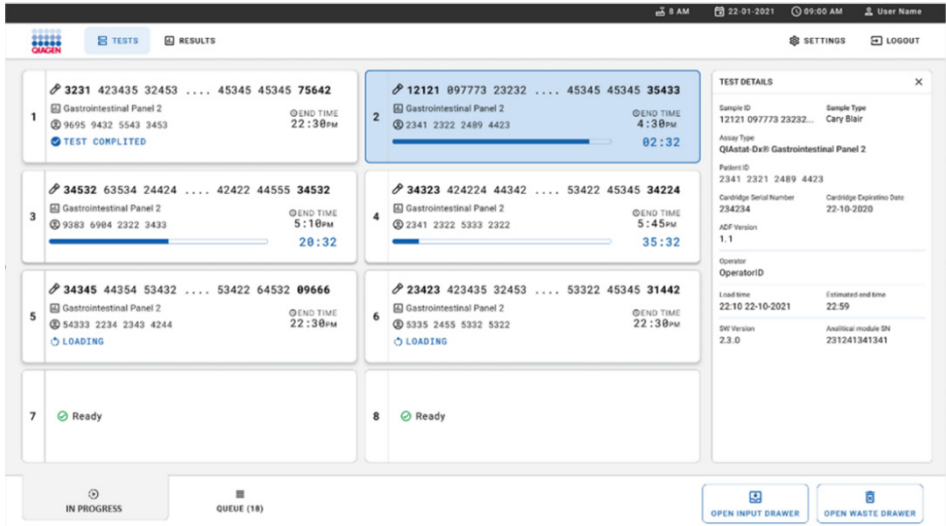 8 AM 22-01-2021 09:00 AM User Name
QIAGEN TESTS RESULTS SETTINGS LOGOUT
1
3231 423435 32453 .... 45345 45345 75642
Gastrointestinal Panel 2
9695 9432 5543 3453
TEST COMPLITED
END TIME
22:30PM
2
12121 097773 23232 .... 45345 45345 35433
Gastrointestinal Panel 2
2341 2322 2489 4423
END TIME
4:30PM
02:32
3
34532 63534 24424 .... 42422 44555 34532
Gastrointestinal Panel 2
9383 6904 2322 3433
END TIME
5:10PM
20:32
4
34323 424224 44342 .... 53422 45345 34224
Gastrointestinal Panel 2
2341 2322 5333 2322
END TIME
5:45PM
35:32
5
34345 44354 53432 .... 53422 64532 09666
Gastrointestinal Panel 2
54333 2234 2343 4244
LOADING
END TIME
22:30PM
6
23423 423435 32453 .... 53322 45345 31442
Gastrointestinal Panel 2
5335 2455 5332 5322
LOADING
END TIME
22:30PM
7
Ready
8
Ready
TEST DETAILS
Sample ID Sample Type
12121 097773 23232... Cary Blair
Assay Type
QIAstat-Dx® Gastrointestinal Panel 2
Patient ID
2341 2321 2489 4423
Cardridge Serial Number Cardridge Expiratino Date
234234 22-10-2020
ADF Version
1.1
Operator
OperatorID
Load time Estimated end time
22:10 22-10-2021 22:59
SW Version Analitical module SN
2.3.0 231241341341
IN PROGRESS
QUEUE (18)
OPEN INPUT DRAWER
OPEN WASTE DRAWER